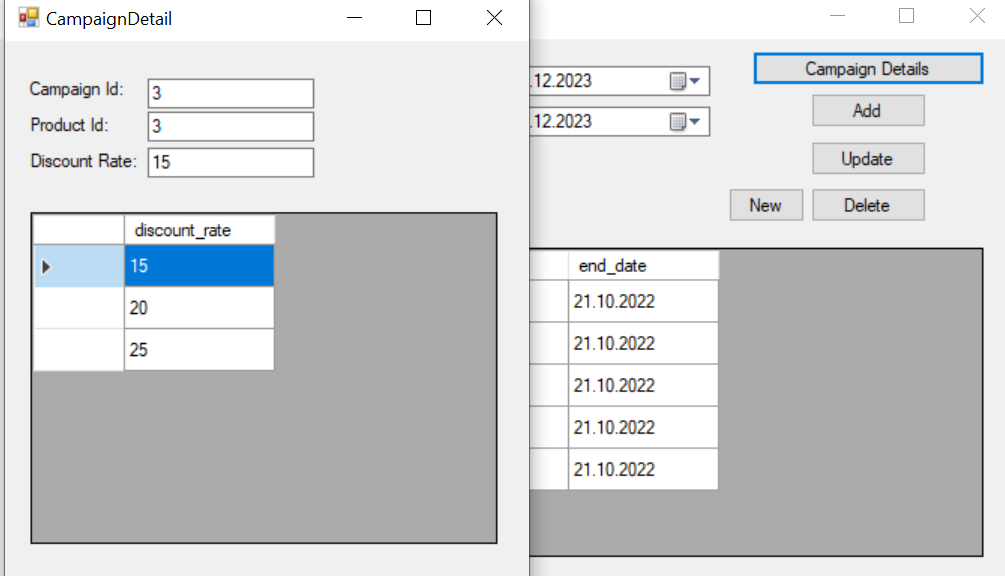 CampaignDetail
Campaign Id: 3
Product Id: 3
Discount Rate: 15
discount_rate
15
20
25
.12.2023
.12.2023
Campaign Details
Add
Update
New Delete
end_date
21.10.2022
21.10.2022
21.10.2022
21.10.2022
21.10.2022